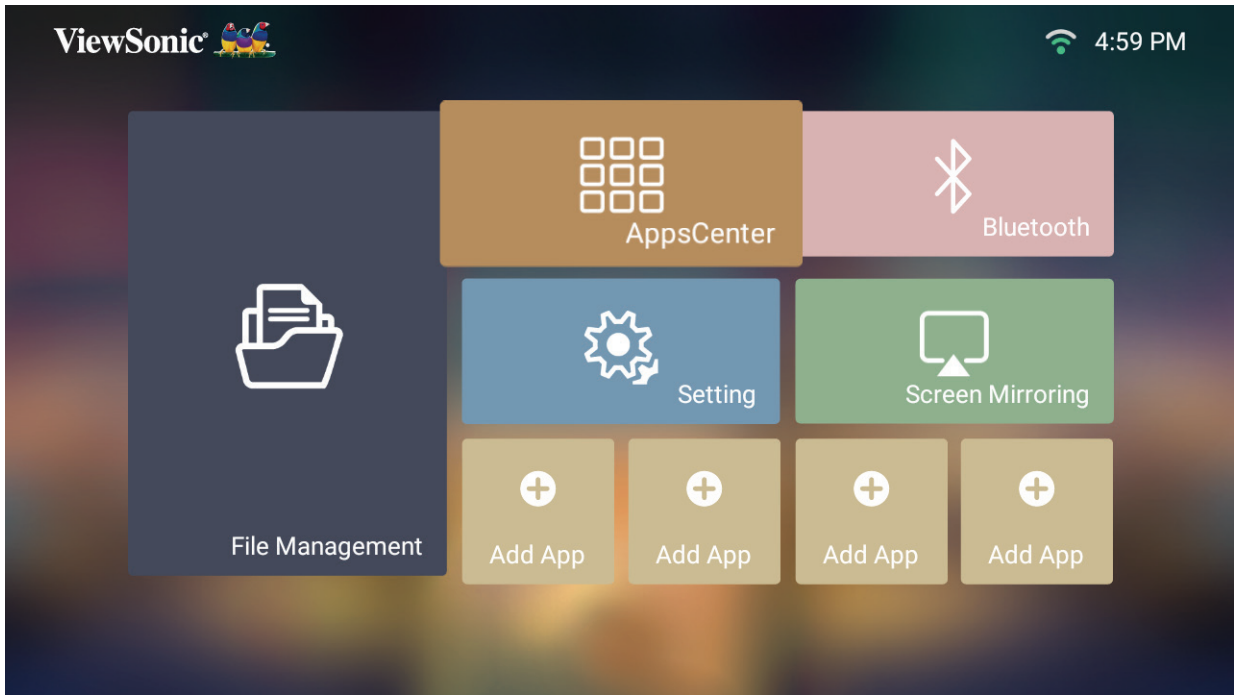 ViewSonic®
4:59 PM
AppsCenter
Bluetooth
Setting
Screen Mirroring
File Management
Add App
Add App
Add App
Add App